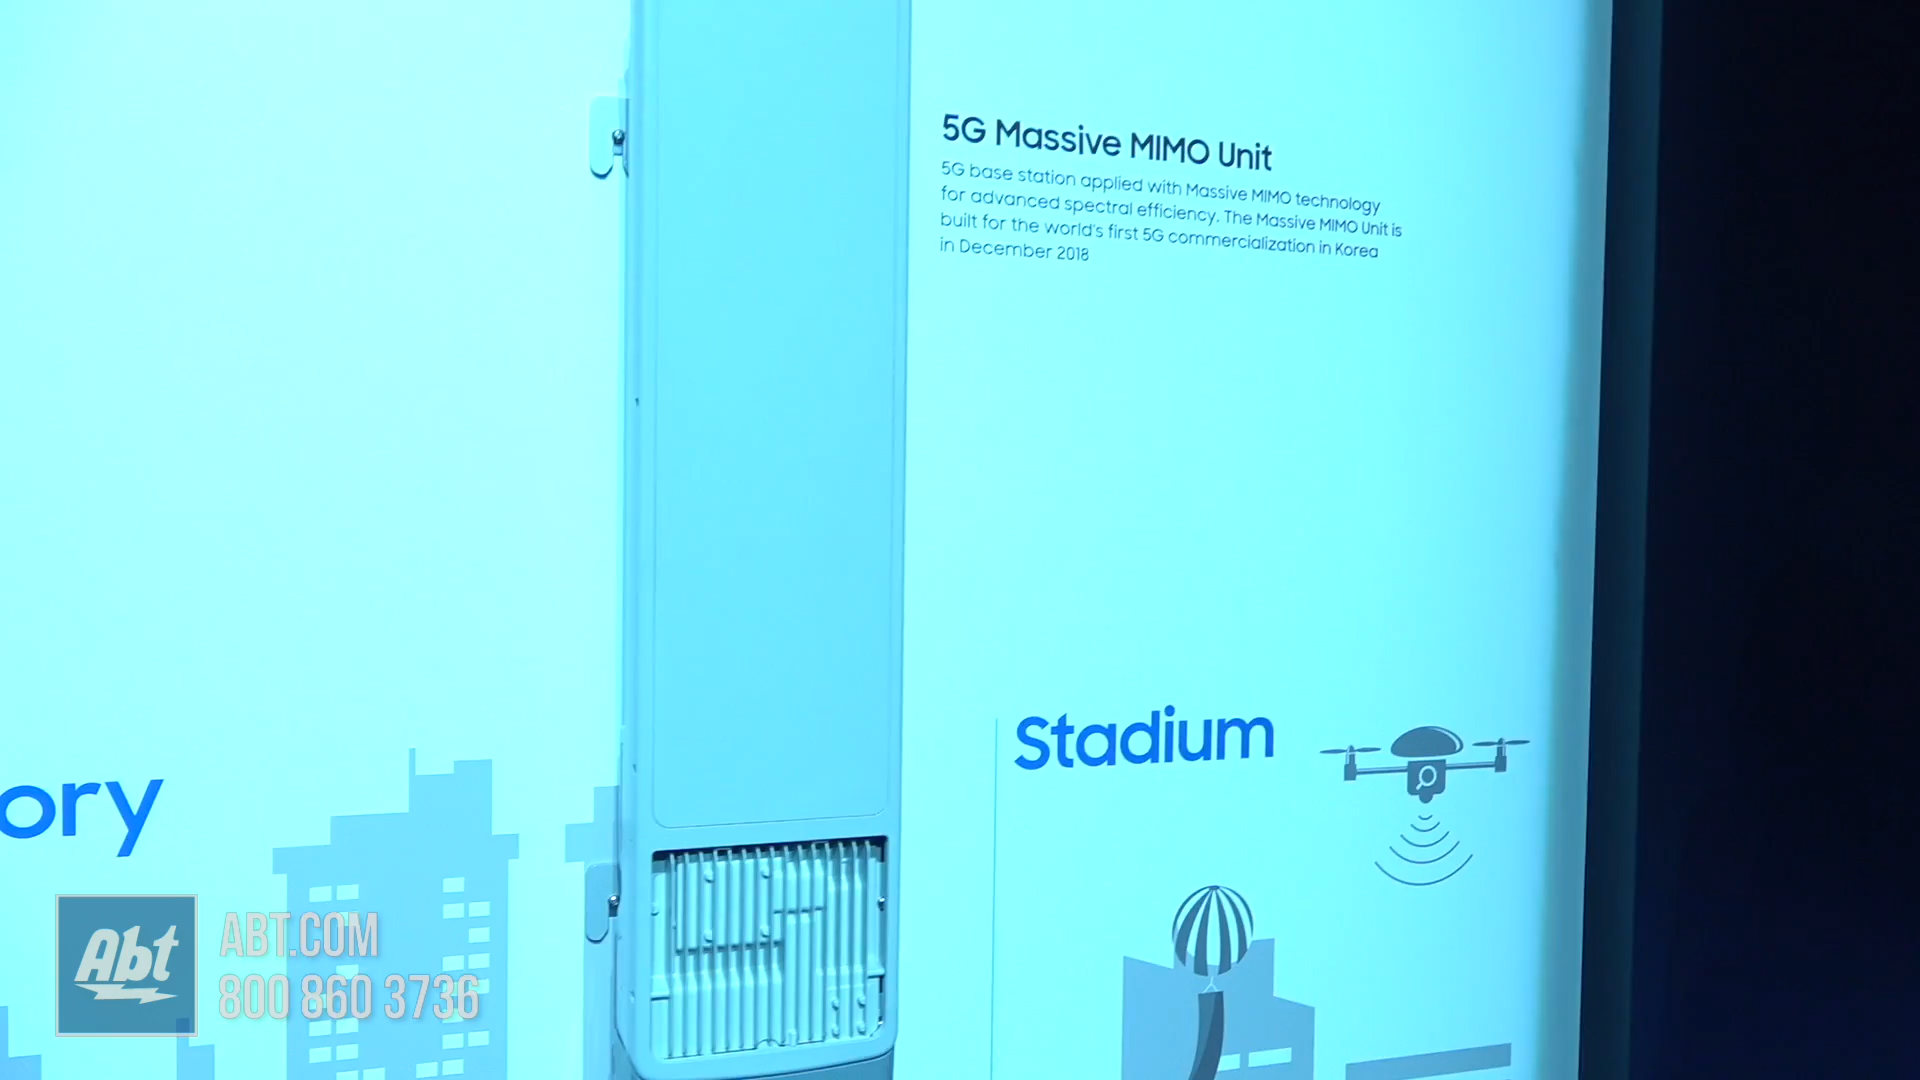 5G Massive MIMO Unit
5G base station applied with Massive MIMO technology
for advanced spectral efficiency. The Massive MIMO Unit is
built for the world's first 5G commercialization in Korea
in December 2018
Stadium
ory
Abt
ABT.COM
800 860 3736